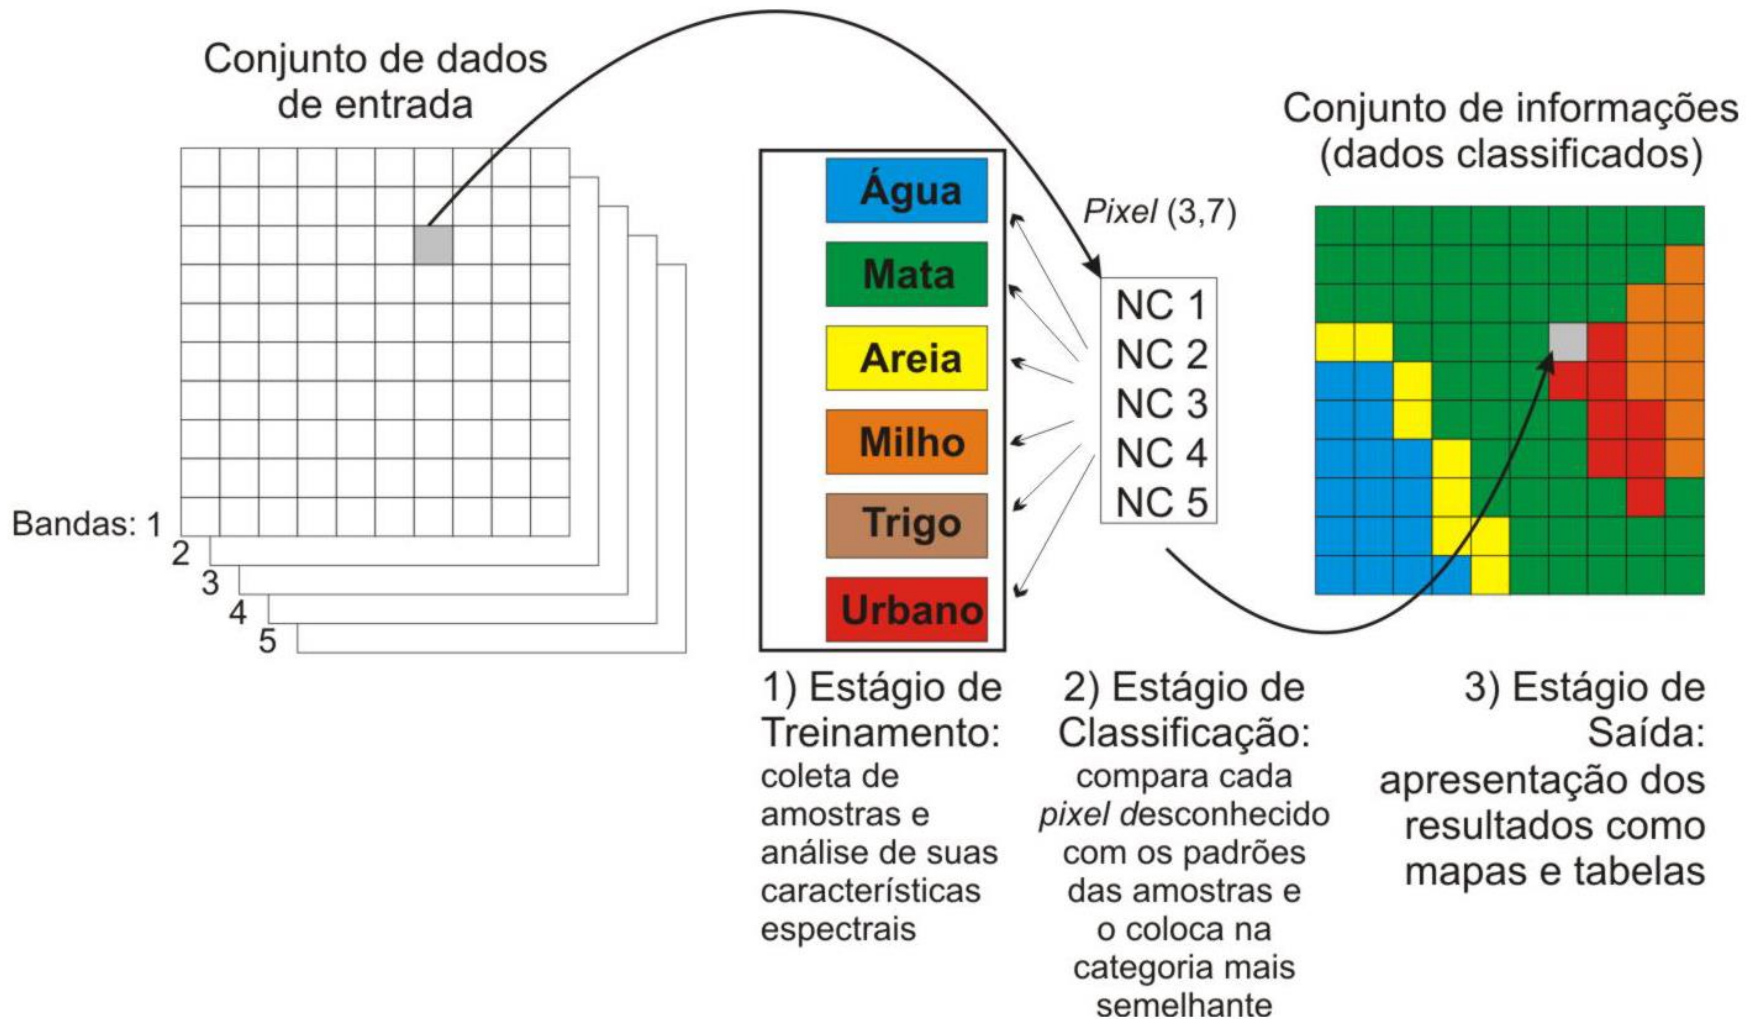 Conjunto de dados
de entrada
Bandas: 1
2
3
4
5
Água
Mata
Areia
Milho
Trigo
Urbano
Pixel (3,7)
NC 1
NC 2
NC 3
NC 4
NC 5
Conjunto de informações
(dados classificados)
1) Estágio de
Treinamento:
coleta de
amostras e
análise de suas
características
espectrais
2) Estágio de
Classificação:
compara cada
pixel desconhecido
com os padrões
das amostras e
o coloca na
categoria mais
semelhante
3) Estágio de
Saída:
apresentação dos
resultados como
mapas e tabelas